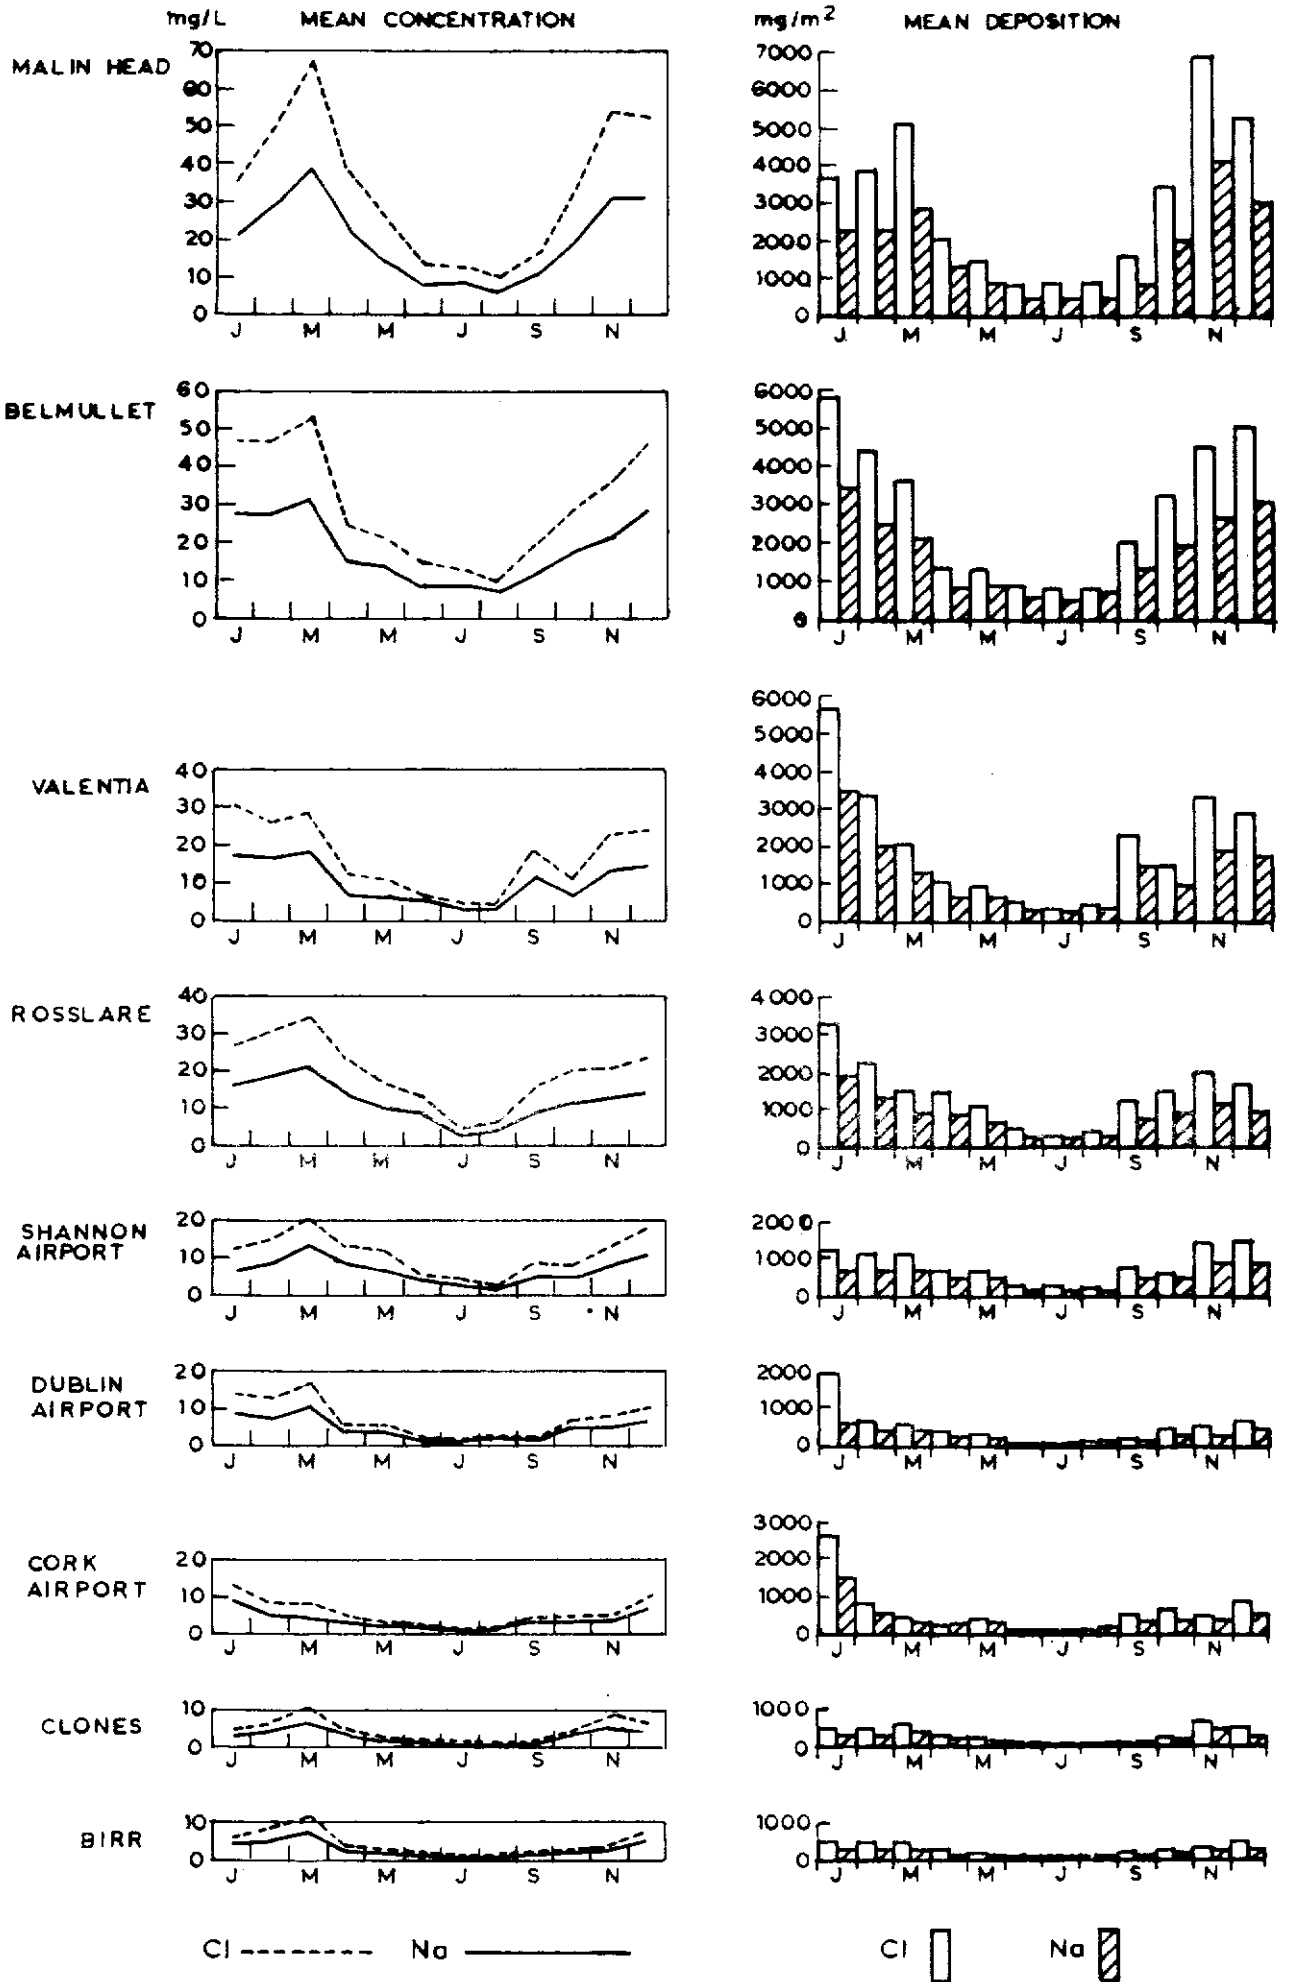 mg/L MEAN CONCENTRATION mg/m² MEAN DEPOSITION
MALIN HEAD
70
60
50
40
30
20
10
0
J M M J S N
7000
6000
5000
4000
3000
2000
1000
0
J M M J S N
BELMULLET
60
50
40
30
20
10
0
J M M J S N
6000
5000
4000
3000
2000
1000
0
J M M J S N
VALENTIA
40
30
20
10
0
J M M J S N
6000
5000
4000
3000
2000
1000
0
J M M J S N
ROSSLARE
40
30
20
10
0
J M M J S N
4000
3000
2000
1000
0
J M M J S N
SHANNON
AIRPORT
20
10
0
J M M J S N
2000
1000
0
J M M J S N
DUBLIN
AIRPORT
20
10
0
J M M J S N
2000
1000
0
J M M J S N
CORK
AIRPORT
20
10
0
J M M J S N
3000
2000
1000
0
J M M J S N
CLONES
10
0
J M M J S N
1000
0
J M M J S N
BIRR
10
0
J M M J S N
1000
0
J M M J S N
Cl Na Cl Na